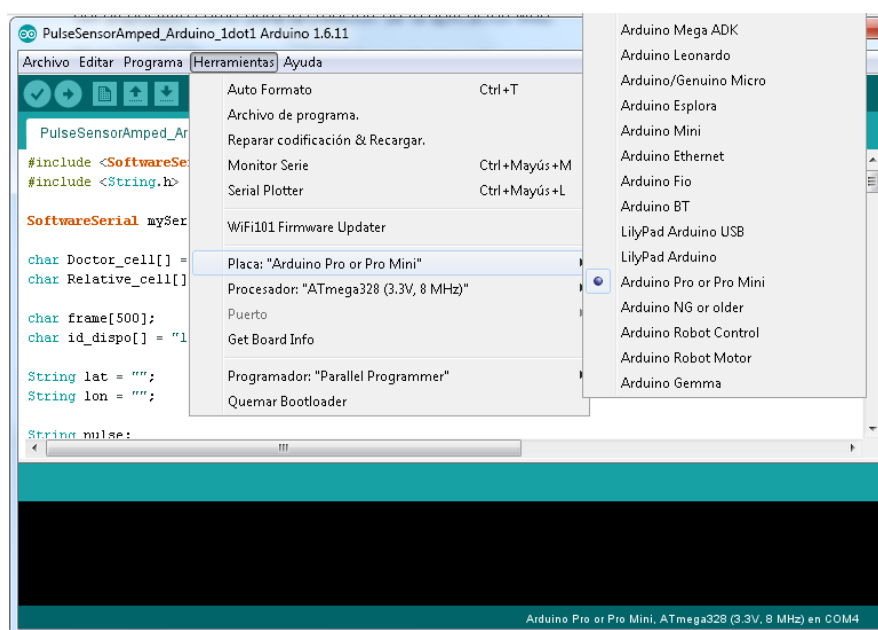 PulseSensorAmped_Arduino_1dot1 Arduino 1.6.11
Archivo Editar Programa Herramientas Ayuda
PulseSensorAmped_Ar
#include <SoftwareSe
#include <String.h>
SoftwareSerial mySer
char Doctor_cell[] =
char Relative_cell[]
char frame[500];
char id_dispo[] = "l
String lat = "";
String lon = "";
String pulse;
Auto Formato Ctrl+T
Archivo de programa.
Reparar codificación & Recargar.
Monitor Serie Ctrl+Mayús+M
Serial Plotter Ctrl+Mayús+L
WiFi101 Firmware Updater
Placa: "Arduino Pro or Pro Mini"
Procesador: "ATmega328 (3.3V, 8 MHz)"
Puerto
Get Board Info
Programador: "Parallel Programmer"
Quemar Bootloader
Arduino Mega ADK
Arduino Leonardo
Arduino/Genuino Micro
Arduino Esplora
Arduino Mini
Arduino Ethernet
Arduino Fio
Arduino BT
LilyPad Arduino USB
LilyPad Arduino
Arduino Pro or Pro Mini
Arduino NG or older
Arduino Robot Control
Arduino Robot Motor
Arduino Gemma
Arduino Pro or Pro Mini, ATmega328 (3.3V, 8 MHz) en COM4